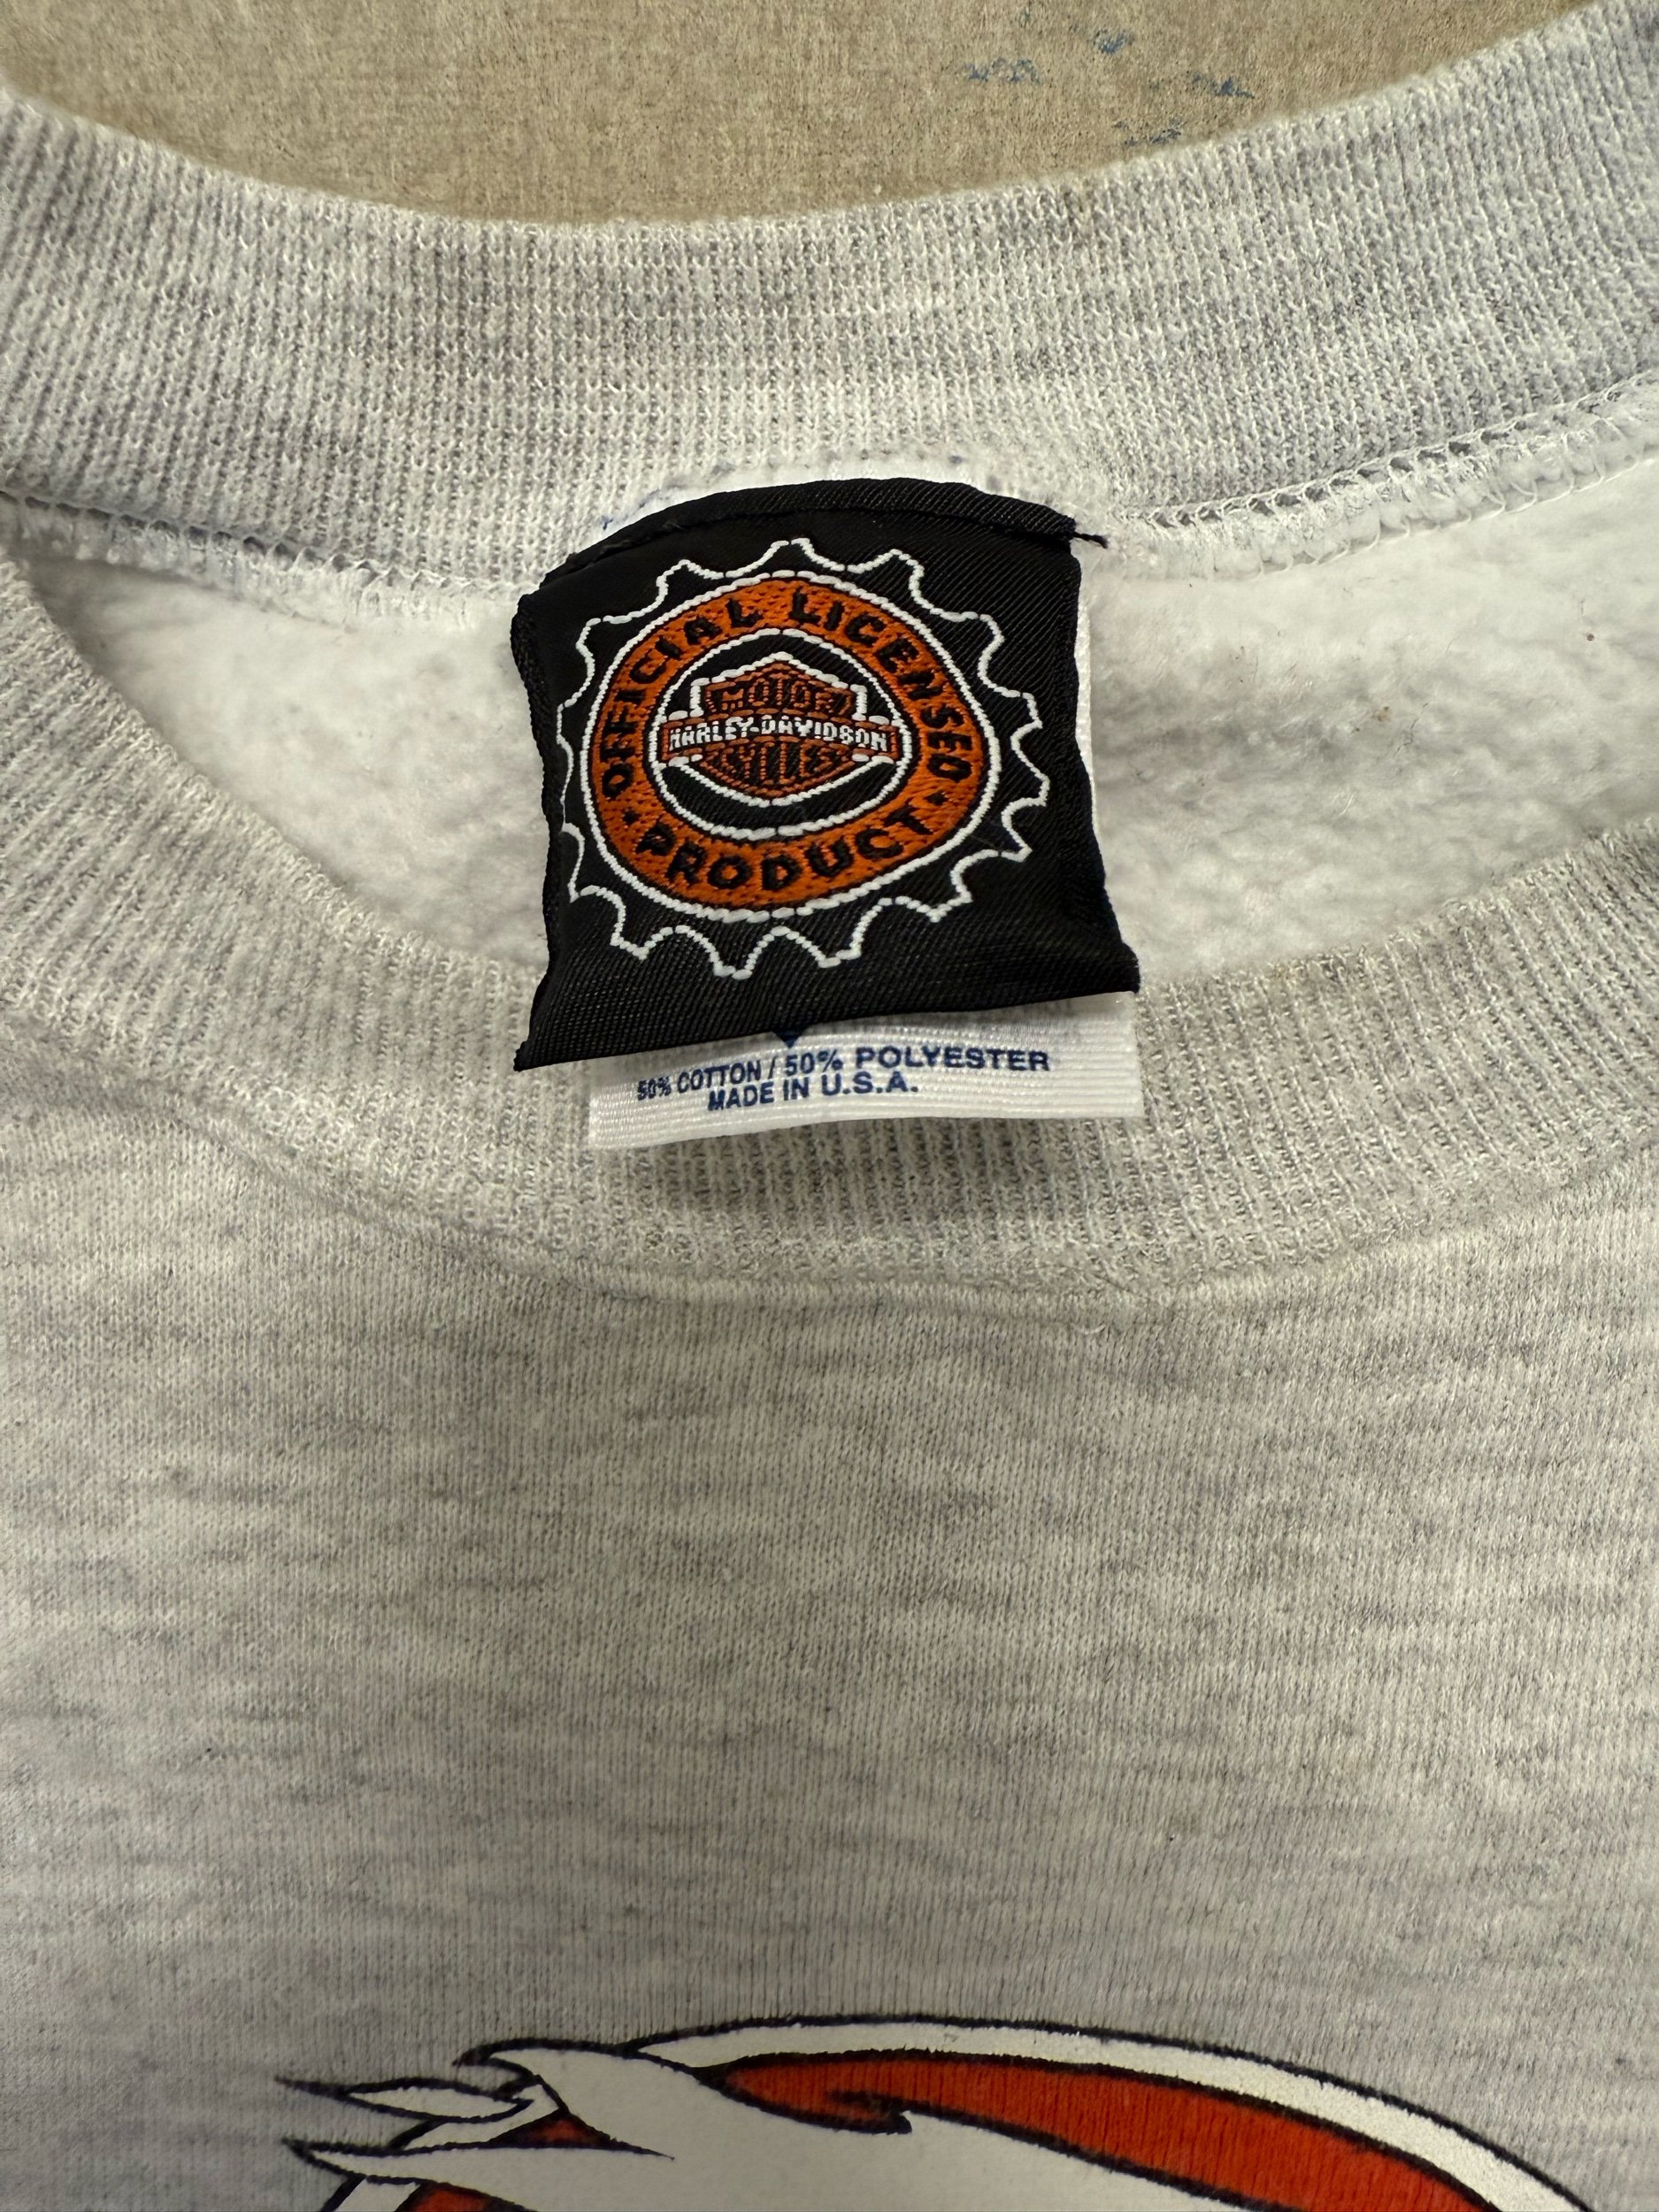 OFFICIAL LICENSED
MOTOR
HARLEY-DAVIDSON
CYCLES
• PRODUCT •
50% COTTON / 50% POLYESTER
MADE IN U.S.A.